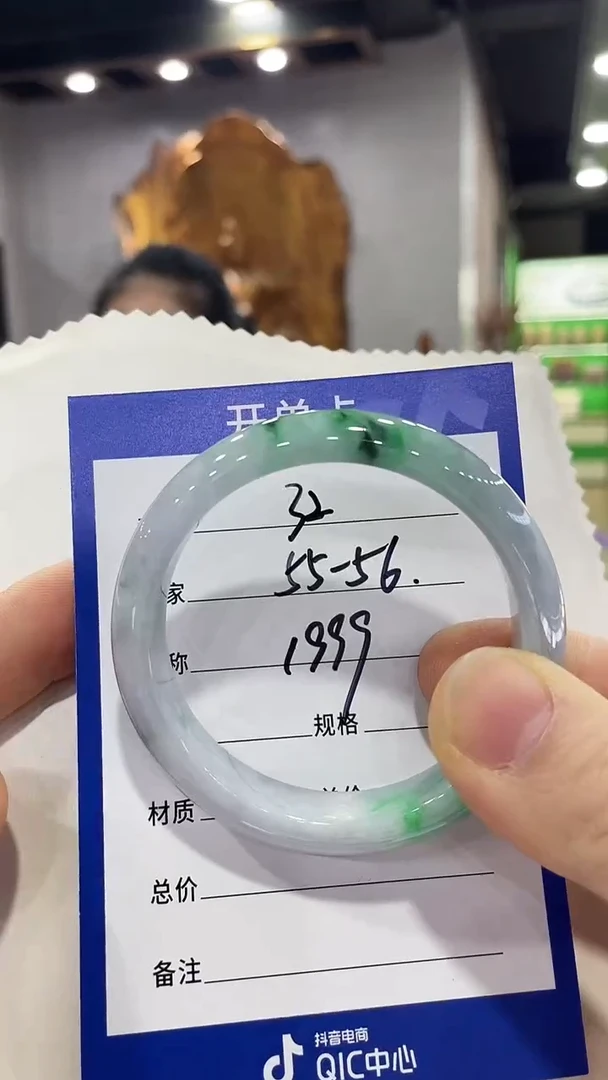 开单卡
32
家 55-56.
称 1999
规格
材质
总价
备注
抖音电商
QIC中心